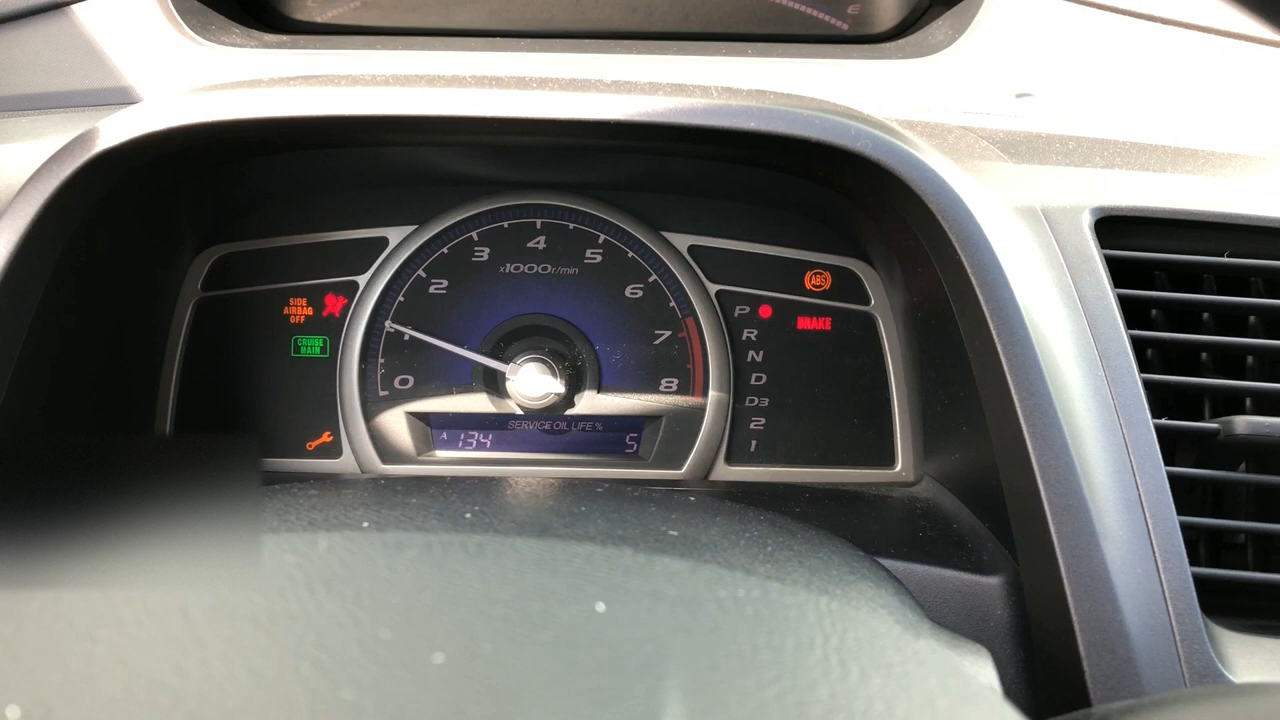 E
4
3
5
x1000r/min
2
6
1
7
0
8
SIDE
AIRBAG
OFF
CRUISE
MAIN
SERVICE OIL LIFE %
A 134
5
ABS
BRAKE
P
R
N
D
D3
2
1